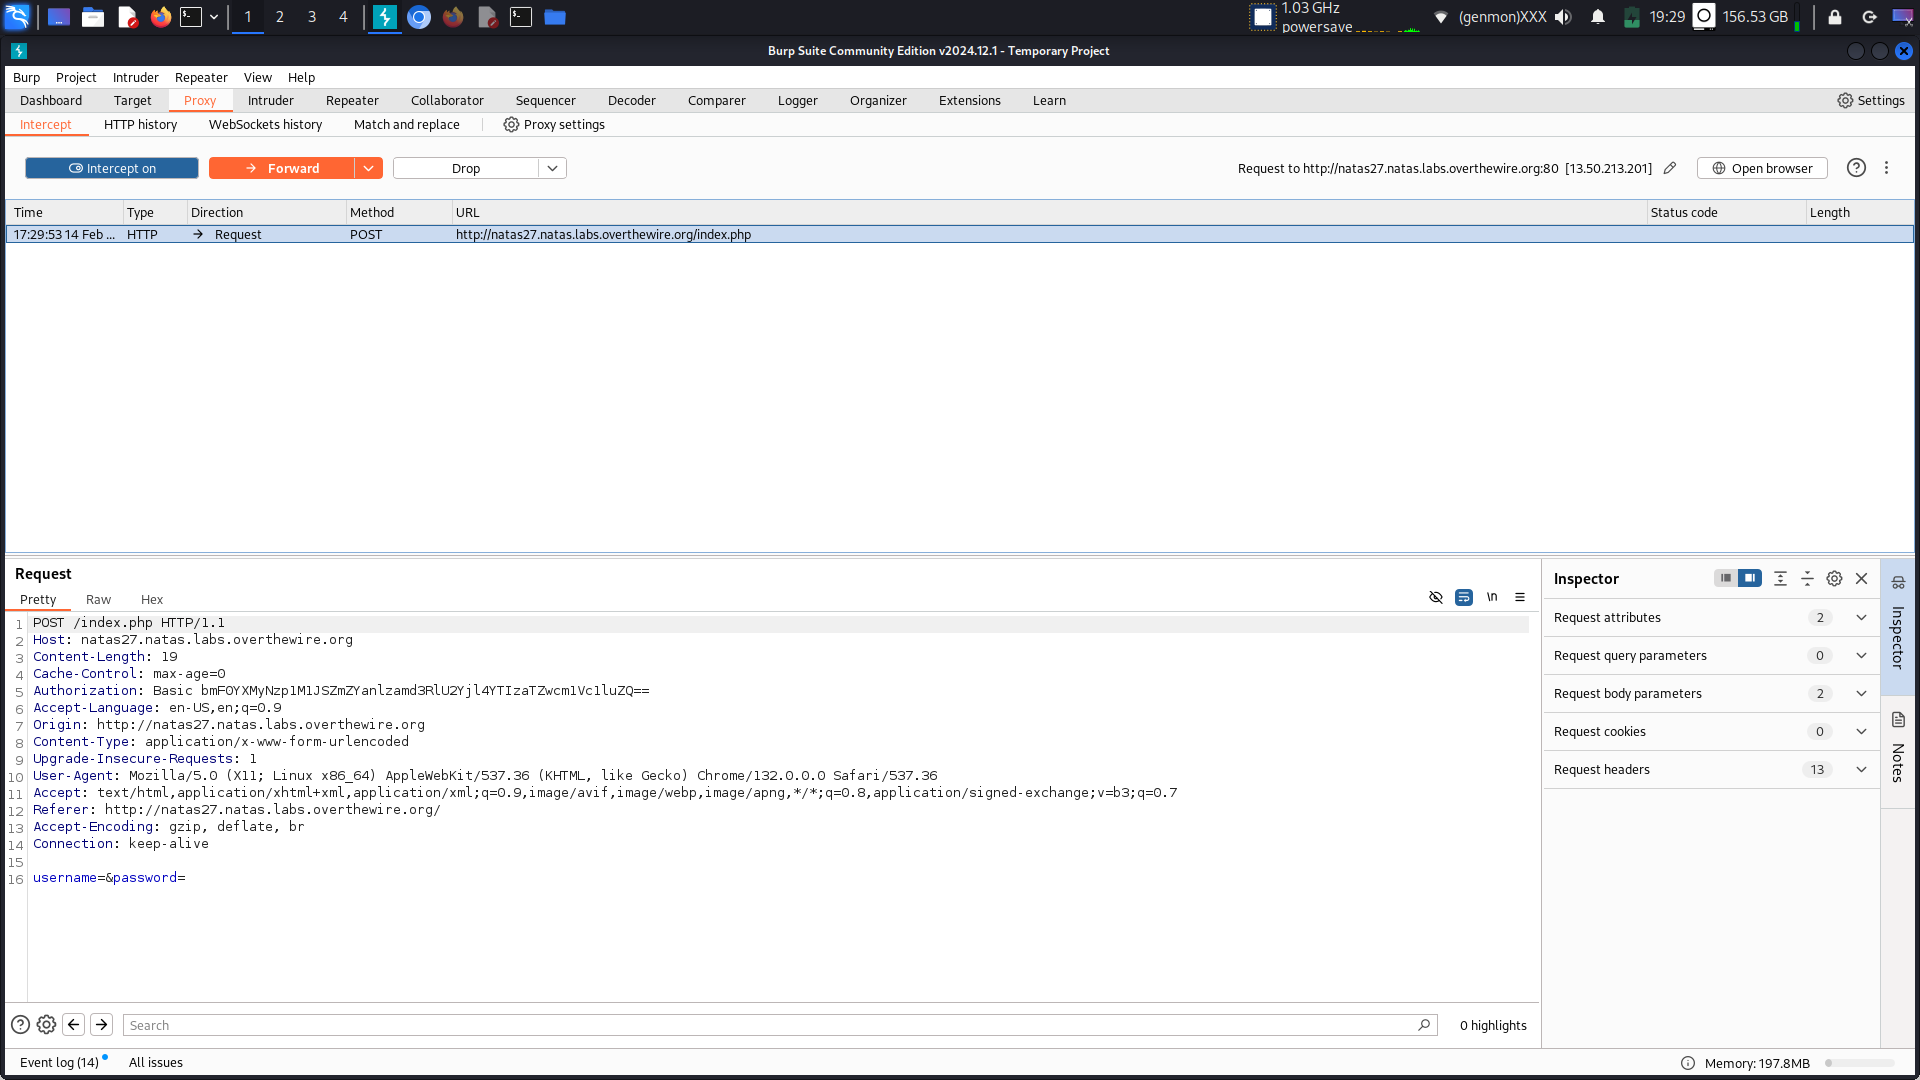 1 2 3 4
1.03 GHz
powersave
(genmon)XXX
19:29
156.53 GB
Burp Suite Community Edition v2024.12.1 - Temporary Project
Burp Project Intruder Repeater View Help
Dashboard Target Proxy Intruder Repeater Collaborator Sequencer Decoder Comparer Logger Organizer Extensions Learn Settings
Intercept HTTP history WebSockets history Match and replace Proxy settings
Intercept on Forward Drop Request to http://natas27.natas.labs.overthewire.org:80 [13.50.213.201] Open browser
Time Type Direction Method URL Status code Length
17:29:53 14 Feb ... HTTP → Request POST http://natas27.natas.labs.overthewire.org/index.php
Request
Pretty Raw Hex \n
1 POST /index.php HTTP/1.1
2 Host: natas27.natas.labs.overthewire.org
3 Content-Length: 19
4 Cache-Control: max-age=0
5 Authorization: Basic bmF0YXMyNzp1M1JSZmZYanlzamd3RlU2Yjl4YTIzaTZwcm1Vc1luZQ==
6 Accept-Language: en-US,en;q=0.9
7 Origin: http://natas27.natas.labs.overthewire.org
8 Content-Type: application/x-www-form-urlencoded
9 Upgrade-Insecure-Requests: 1
10 User-Agent: Mozilla/5.0 (X11; Linux x86_64) AppleWebKit/537.36 (KHTML, like Gecko) Chrome/132.0.0.0 Safari/537.36
11 Accept: text/html,application/xhtml+xml,application/xml;q=0.9,image/avif,image/webp,image/apng,*/*;q=0.8,application/signed-exchange;v=b3;q=0.7
12 Referer: http://natas27.natas.labs.overthewire.org/
13 Accept-Encoding: gzip, deflate, br
14 Connection: keep-alive
15
16 username=&password=
Inspector
Request attributes 2
Request query parameters 0
Request body parameters 2
Request cookies 0
Request headers 13
Inspector
Notes
Search
0 highlights
Event log (14) All issues
Memory: 197.8MB